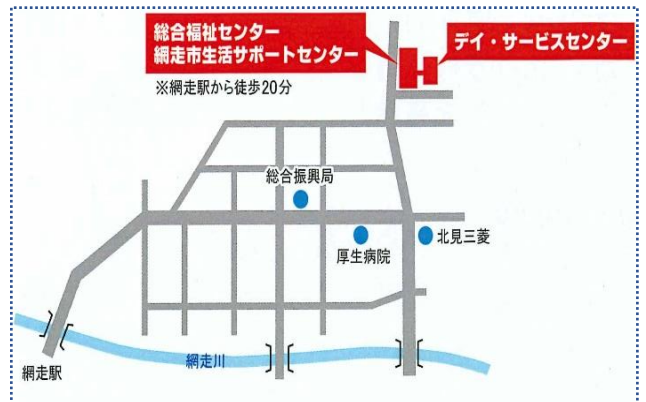 総合福祉センター
網走市生活サポートセンター
デイ・サービスセンター
※網走駅から徒歩20分
総合振興局
厚生病院
北見三菱
網走川
網走駅